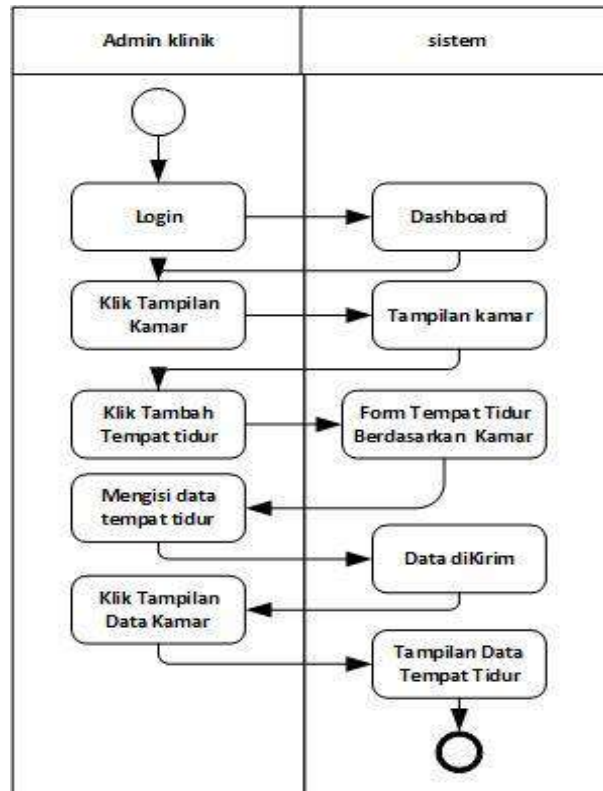 Admin klinik
sistem
Login
Dashboard
Klik Tampilan
Kamar
Tampilan kamar
Klik Tambah
Tempat tidur
Form Tempat Tidur
Berdasarkan Kamar
Mengisi data
tempat tidur
Data diKirim
Klik Tampilan
Data Kamar
Tampilan Data
Tempat Tidur